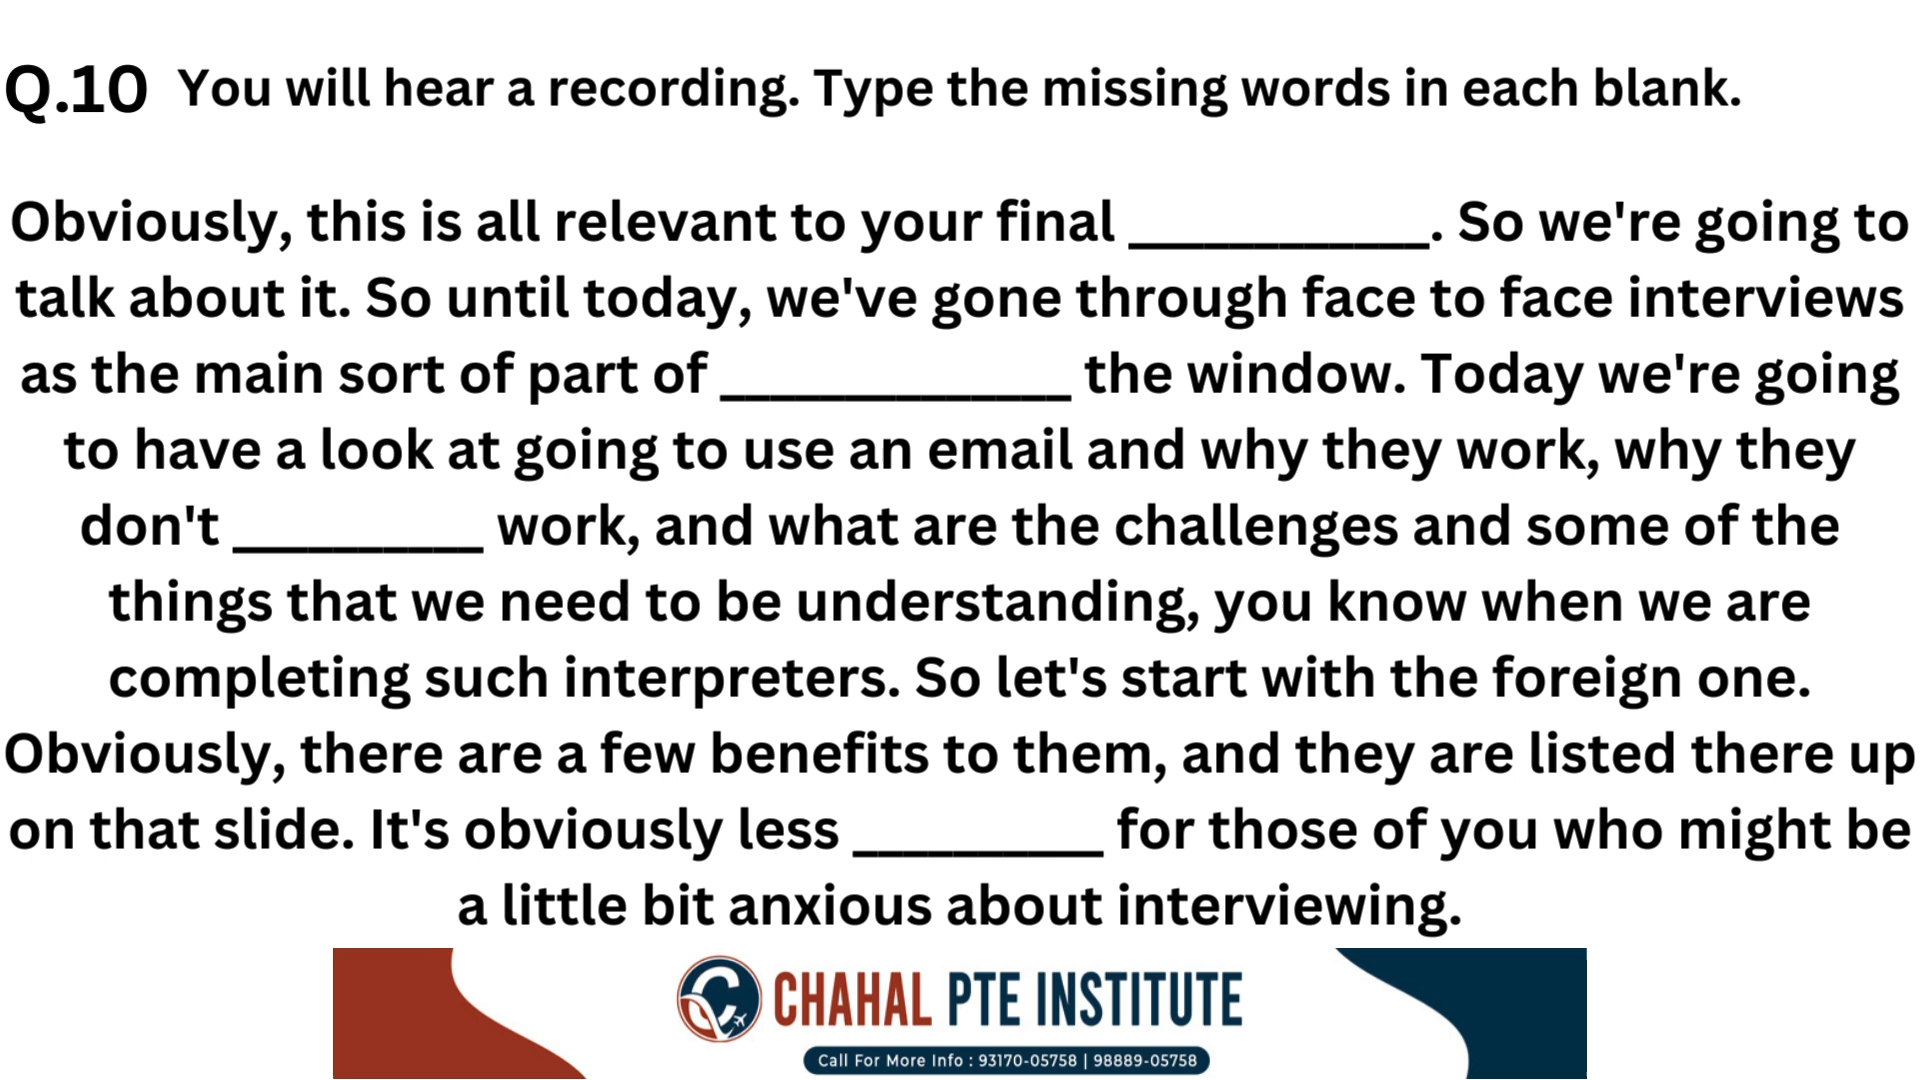 Q.10 You will hear a recording. Type the missing words in each blank.
Obviously, this is all relevant to your final ____________. So we're going to
talk about it. So until today, we've gone through face to face interviews
as the main sort of part of ______________ the window. Today we're going
to have a look at going to use an email and why they work, why they
don't __________ work, and what are the challenges and some of the
things that we need to be understanding, you know when we are
completing such interpreters. So let's start with the foreign one.
Obviously, there are a few benefits to them, and they are listed there up
on that slide. It's obviously less __________ for those of you who might be
a little bit anxious about interviewing.
CHAHAL PTE INSTITUTE
Call For More Info : 93170-05758 | 98889-05758